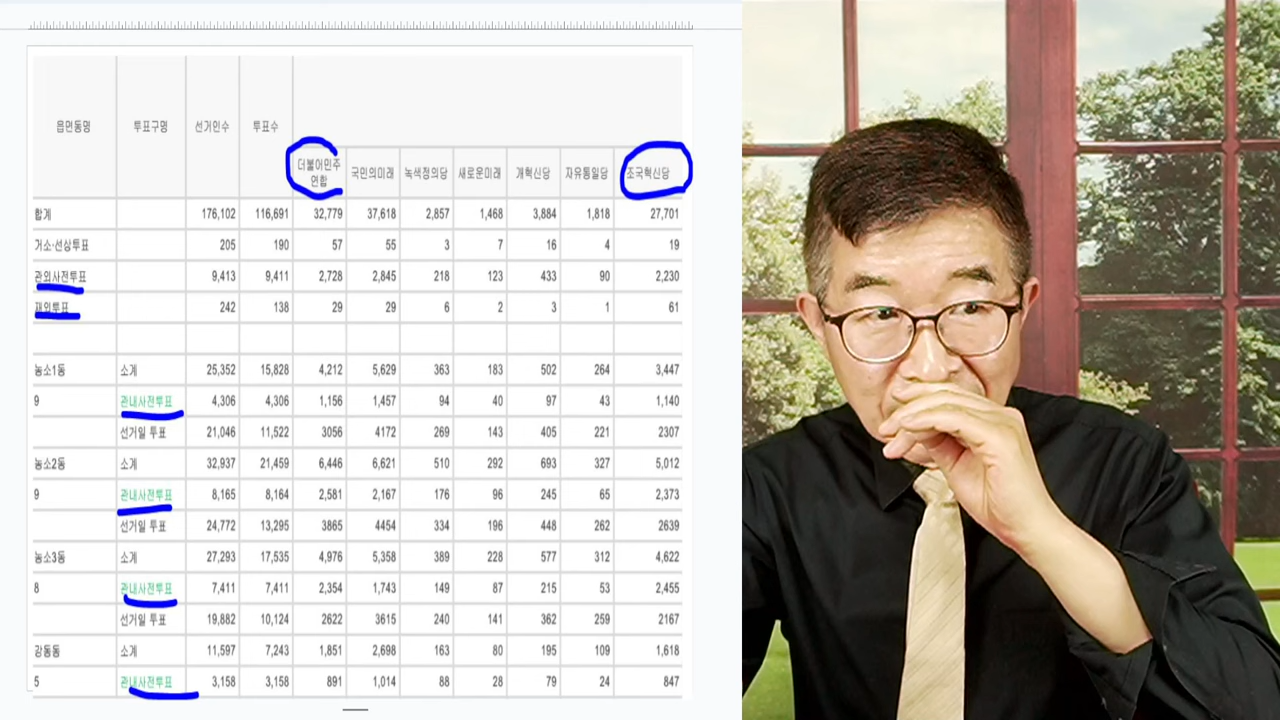 읍면동명 투표구명 선거인수 투표수
더불어민주
연합 국민의미래 녹색정의당 새로운미래 개혁신당 자유통일당 조국혁신당
합계 176,102 116,691 32,779 37,618 2,857 1,468 3,884 1,818 27,701
거소·선상투표 205 190 57 55 3 7 16 4 19
관외사전투표 9,413 9,411 2,728 2,845 218 123 433 90 2,230
재외투표 242 138 29 29 6 2 3 1 61
농소1동 소계 25,352 15,828 4,212 5,629 363 183 502 264 3,447
9 관내사전투표 4,306 4,306 1,156 1,457 94 40 97 43 1,140
선거일 투표 21,046 11,522 3056 4172 269 143 405 221 2307
농소2동 소계 32,937 21,459 6,446 6,621 510 292 693 327 5,012
9 관내사전투표 8,165 8,164 2,581 2,167 176 96 245 65 2,373
선거일 투표 24,772 13,295 3865 4454 334 196 448 262 2639
농소3동 소계 27,293 17,535 4,976 5,358 389 228 577 312 4,622
8 관내사전투표 7,411 7,411 2,354 1,743 149 87 215 53 2,455
선거일 투표 19,882 10,124 2622 3615 240 141 362 259 2167
강동동 소계 11,597 7,243 1,851 2,698 163 80 195 109 1,618
5 관내사전투표 3,158 3,158 891 1,014 88 28 79 24 847